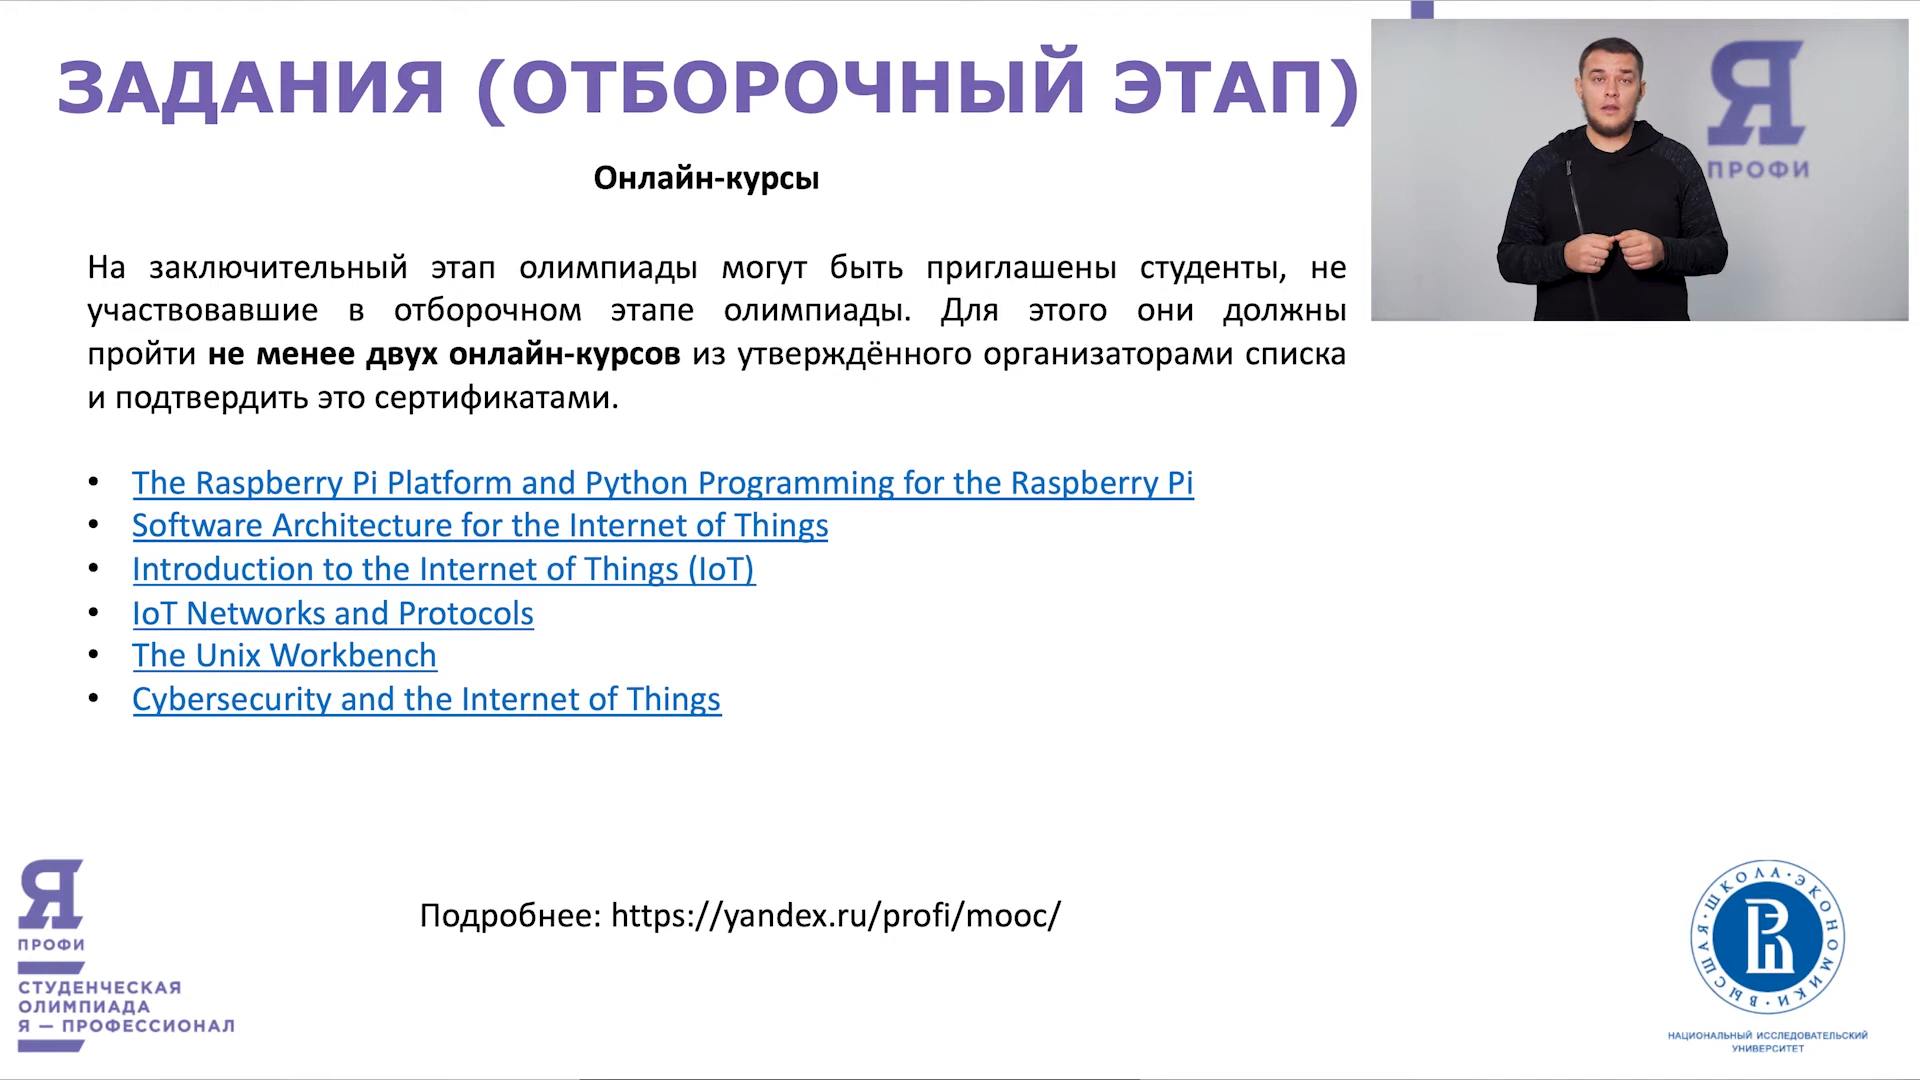 ЗАДАНИЯ (ОТБОРОЧНЫЙ ЭТАП)
Я
ПРОФИ
Онлайн-курсы
На заключительный этап олимпиады могут быть приглашены студенты, не
участвовавшие в отборочном этапе олимпиады. Для этого они должны
пройти не менее двух онлайн-курсов из утверждённого организаторами списка
и подтвердить это сертификатами.
• The Raspberry Pi Platform and Python Programming for the Raspberry Pi
• Software Architecture for the Internet of Things
• Introduction to the Internet of Things (IoT)
• IoT Networks and Protocols
• The Unix Workbench
• Cybersecurity and the Internet of Things
Подробнее: https://yandex.ru/profi/mooc/
Я
ПРОФИ
СТУДЕНЧЕСКАЯ
ОЛИМПИАДА
Я — ПРОФЕССИОНАЛ
ВЫСШАЯ · ШКОЛА · ЭКОНОМИКИ ·
НАЦИОНАЛЬНЫЙ ИССЛЕДОВАТЕЛЬСКИЙ
УНИВЕРСИТЕТ